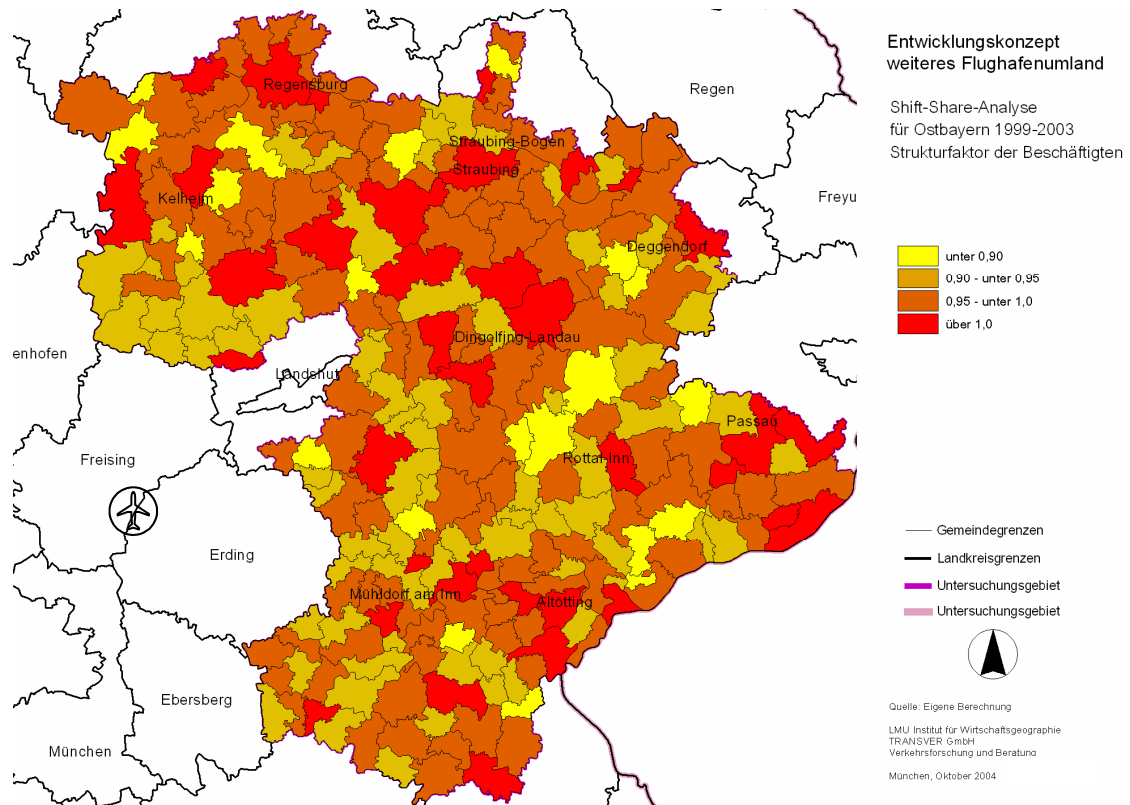 Entwicklungskonzept
weiteres Flughafenumland
Shift-Share-Analyse
für Ostbayern 1999-2003
Strukturfaktor der Beschäftigten
Regensburg
Regen
Straubing-Bogen
Straubing
Kelheim
Freyu
Deggendorf
unter 0,90
0,90 - unter 0,95
0,95 - unter 1,0
über 1,0
Dingolfing-Landau
enhofen
Landshut
Passau
Freising
Rottal-Inn
Erding
Mühldorf am Inn
Altötting
Ebersberg
München
Gemeindegrenzen
Landkreisgrenzen
Untersuchungsgebiet
Untersuchungsgebiet
Quelle: Eigene Berechnung
LMU Institut für Wirtschaftsgeographie
TRANSVER GmbH
Verkehrsforschung und Beratung
München, Oktober 2004